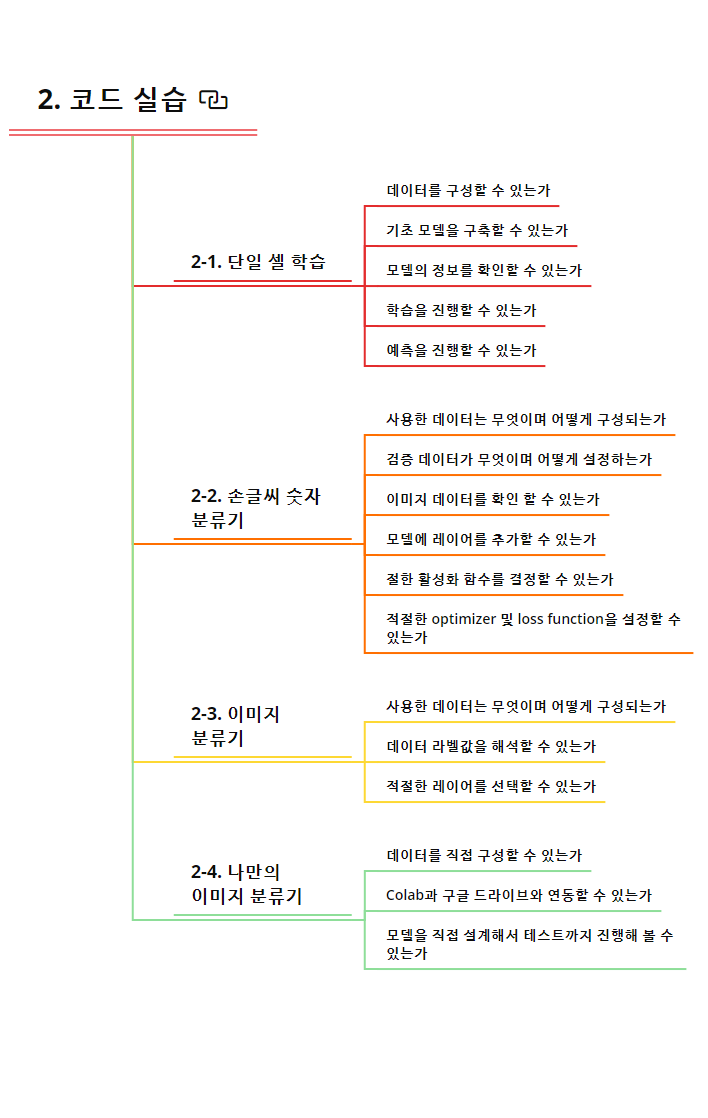 2. 코드 실습
2-1. 단일 셀 학습
데이터를 구성할 수 있는가
기초 모델을 구축할 수 있는가
모델의 정보를 확인할 수 있는가
학습을 진행할 수 있는가
예측을 진행할 수 있는가
2-2. 손글씨 숫자
분류기
사용한 데이터는 무엇이며 어떻게 구성되는가
검증 데이터가 무엇이며 어떻게 설정하는가
이미지 데이터를 확인 할 수 있는가
모델에 레이어를 추가할 수 있는가
절한 활성화 함수를 결정할 수 있는가
적절한 optimizer 및 loss function을 설정할 수
있는가
2-3. 이미지
분류기
사용한 데이터는 무엇이며 어떻게 구성되는가
데이터 라벨값을 해석할 수 있는가
적절한 레이어를 선택할 수 있는가
2-4. 나만의
이미지 분류기
데이터를 직접 구성할 수 있는가
Colab과 구글 드라이브와 연동할 수 있는가
모델을 직접 설계해서 테스트까지 진행해 볼 수
있는가